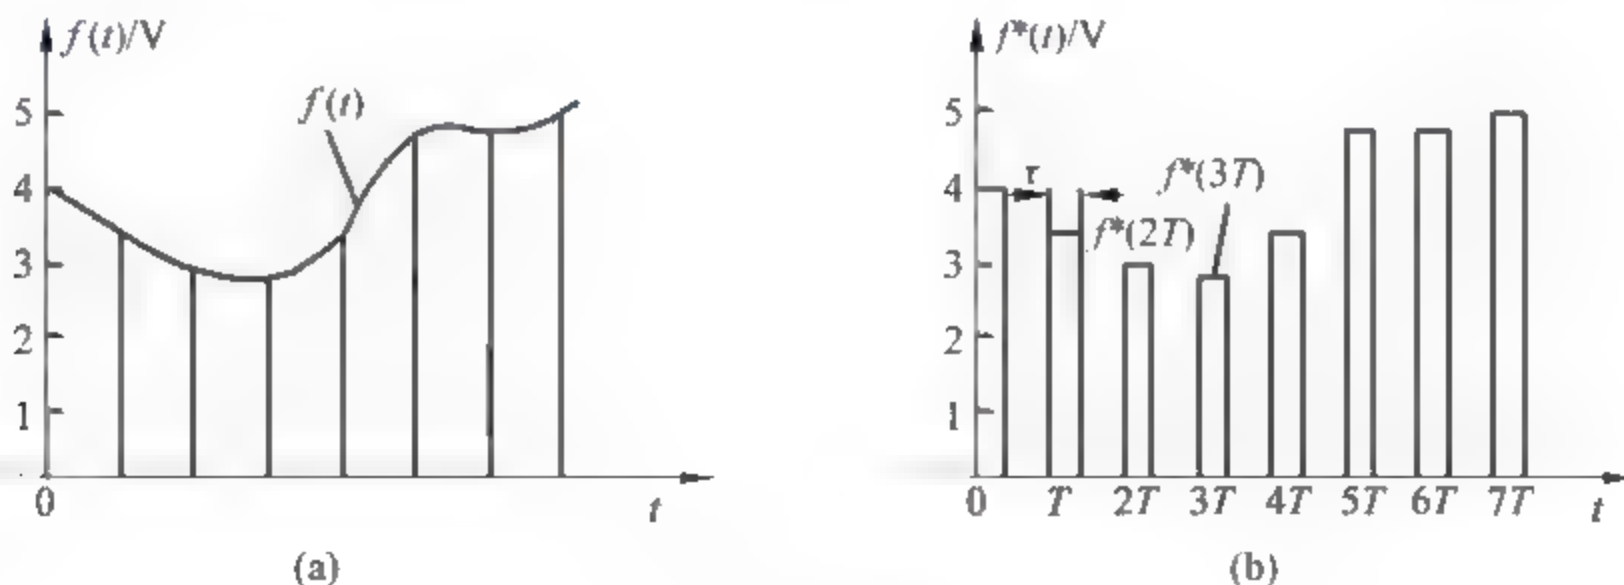 f(t)/V
f(t)
5
4
3
2
1
0
t
(a)
f*(t)/V
5
4
τ
f*(3T)
f*(2T)
3
2
1
0
T
2T
3T
4T
5T
6T
7T
t
(b)